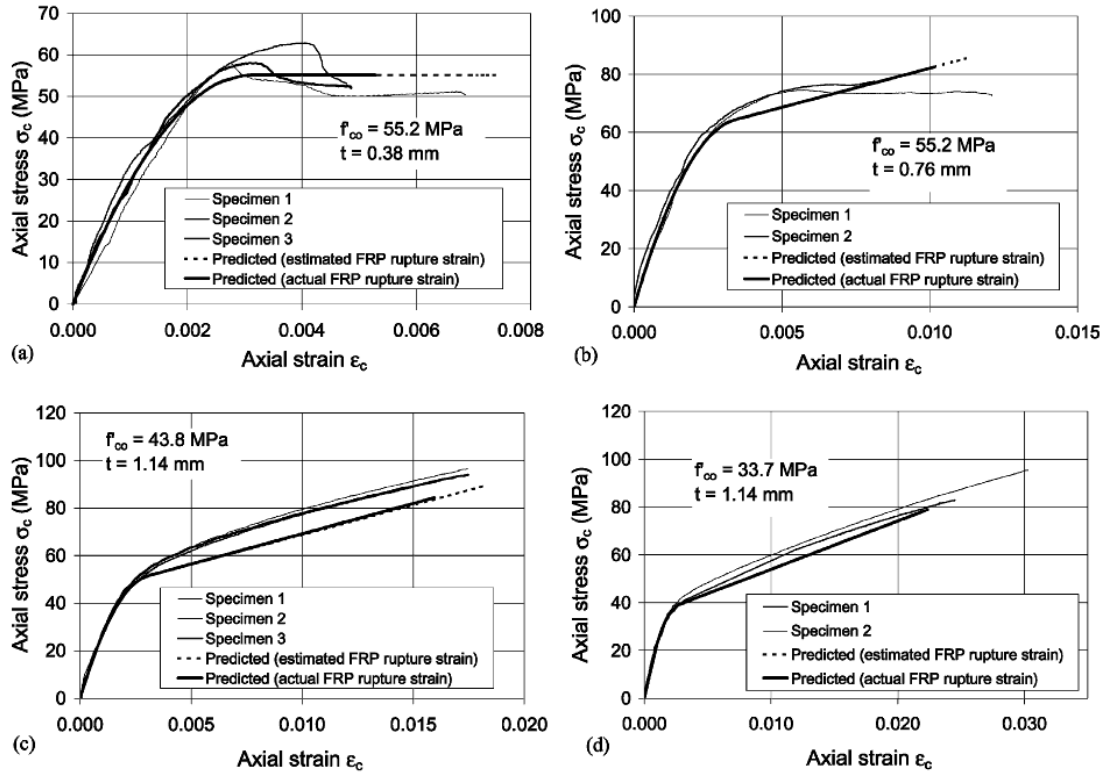 70
60
50
40
30
20
10
0
Axial stress σc (MPa)
f'co = 55.2 MPa
t = 0.38 mm
Specimen 1
Specimen 2
Specimen 3
Predicted (estimated FRP rupture strain)
Predicted (actual FRP rupture strain)
0.000 0.002 0.004 0.006 0.008
(a)
Axial strain εc
100
80
60
40
20
0
Axial stress σc (MPa)
f'co = 55.2 MPa
t = 0.76 mm
Specimen 1
Specimen 2
Predicted (estimated FRP rupture strain)
Predicted (actual FRP rupture strain)
0.000 0.005 0.010 0.015
(b)
Axial strain εc
120
100
80
60
40
20
0
Axial stress σc (MPa)
f'co = 43.8 MPa
t = 1.14 mm
Specimen 1
Specimen 2
Specimen 3
Predicted (estimated FRP rupture strain)
Predicted (actual FRP rupture strain)
0.000 0.005 0.010 0.015 0.020
(c)
Axial strain εc
120
100
80
60
40
20
0
Axial stress σc (MPa)
f'co = 33.7 MPa
t = 1.14 mm
Specimen 1
Specimen 2
Predicted (estimated FRP rupture strain)
Predicted (actual FRP rupture strain)
0.000 0.010 0.020 0.030
(d)
Axial strain εc